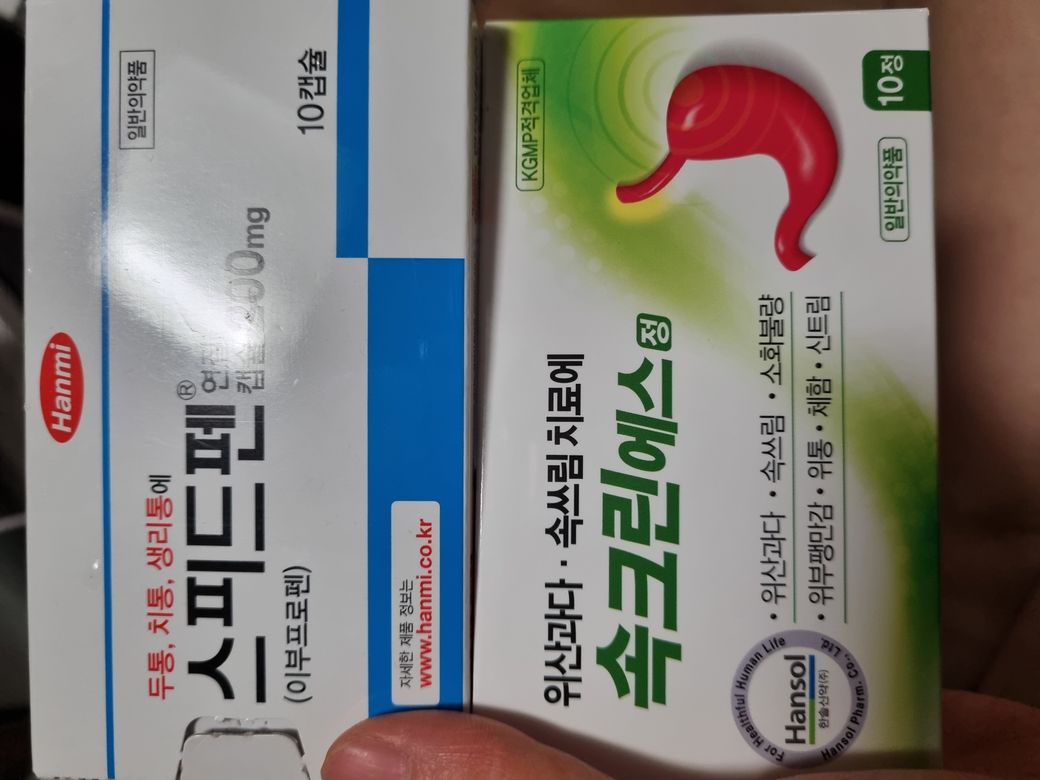 Hanmi
일반의약품
두통, 치통, 생리통에
스피드펜® 연질캡슐 200mg
(이부프로펜)
10캡슐
자세한 제품 정보는
www.hanmi.co.kr
KGMP적격업체
10정
일반의약품
위산과다 · 속쓰림 치료에
속크린에스정
• 위산과다 • 속쓰림 • 소화불량
• 위부팽만감 • 위통 • 체함 • 신트림
For Healthful Human Life
Hansol
한솔신약(주)
Hansol Pharm. Co., Ltd.